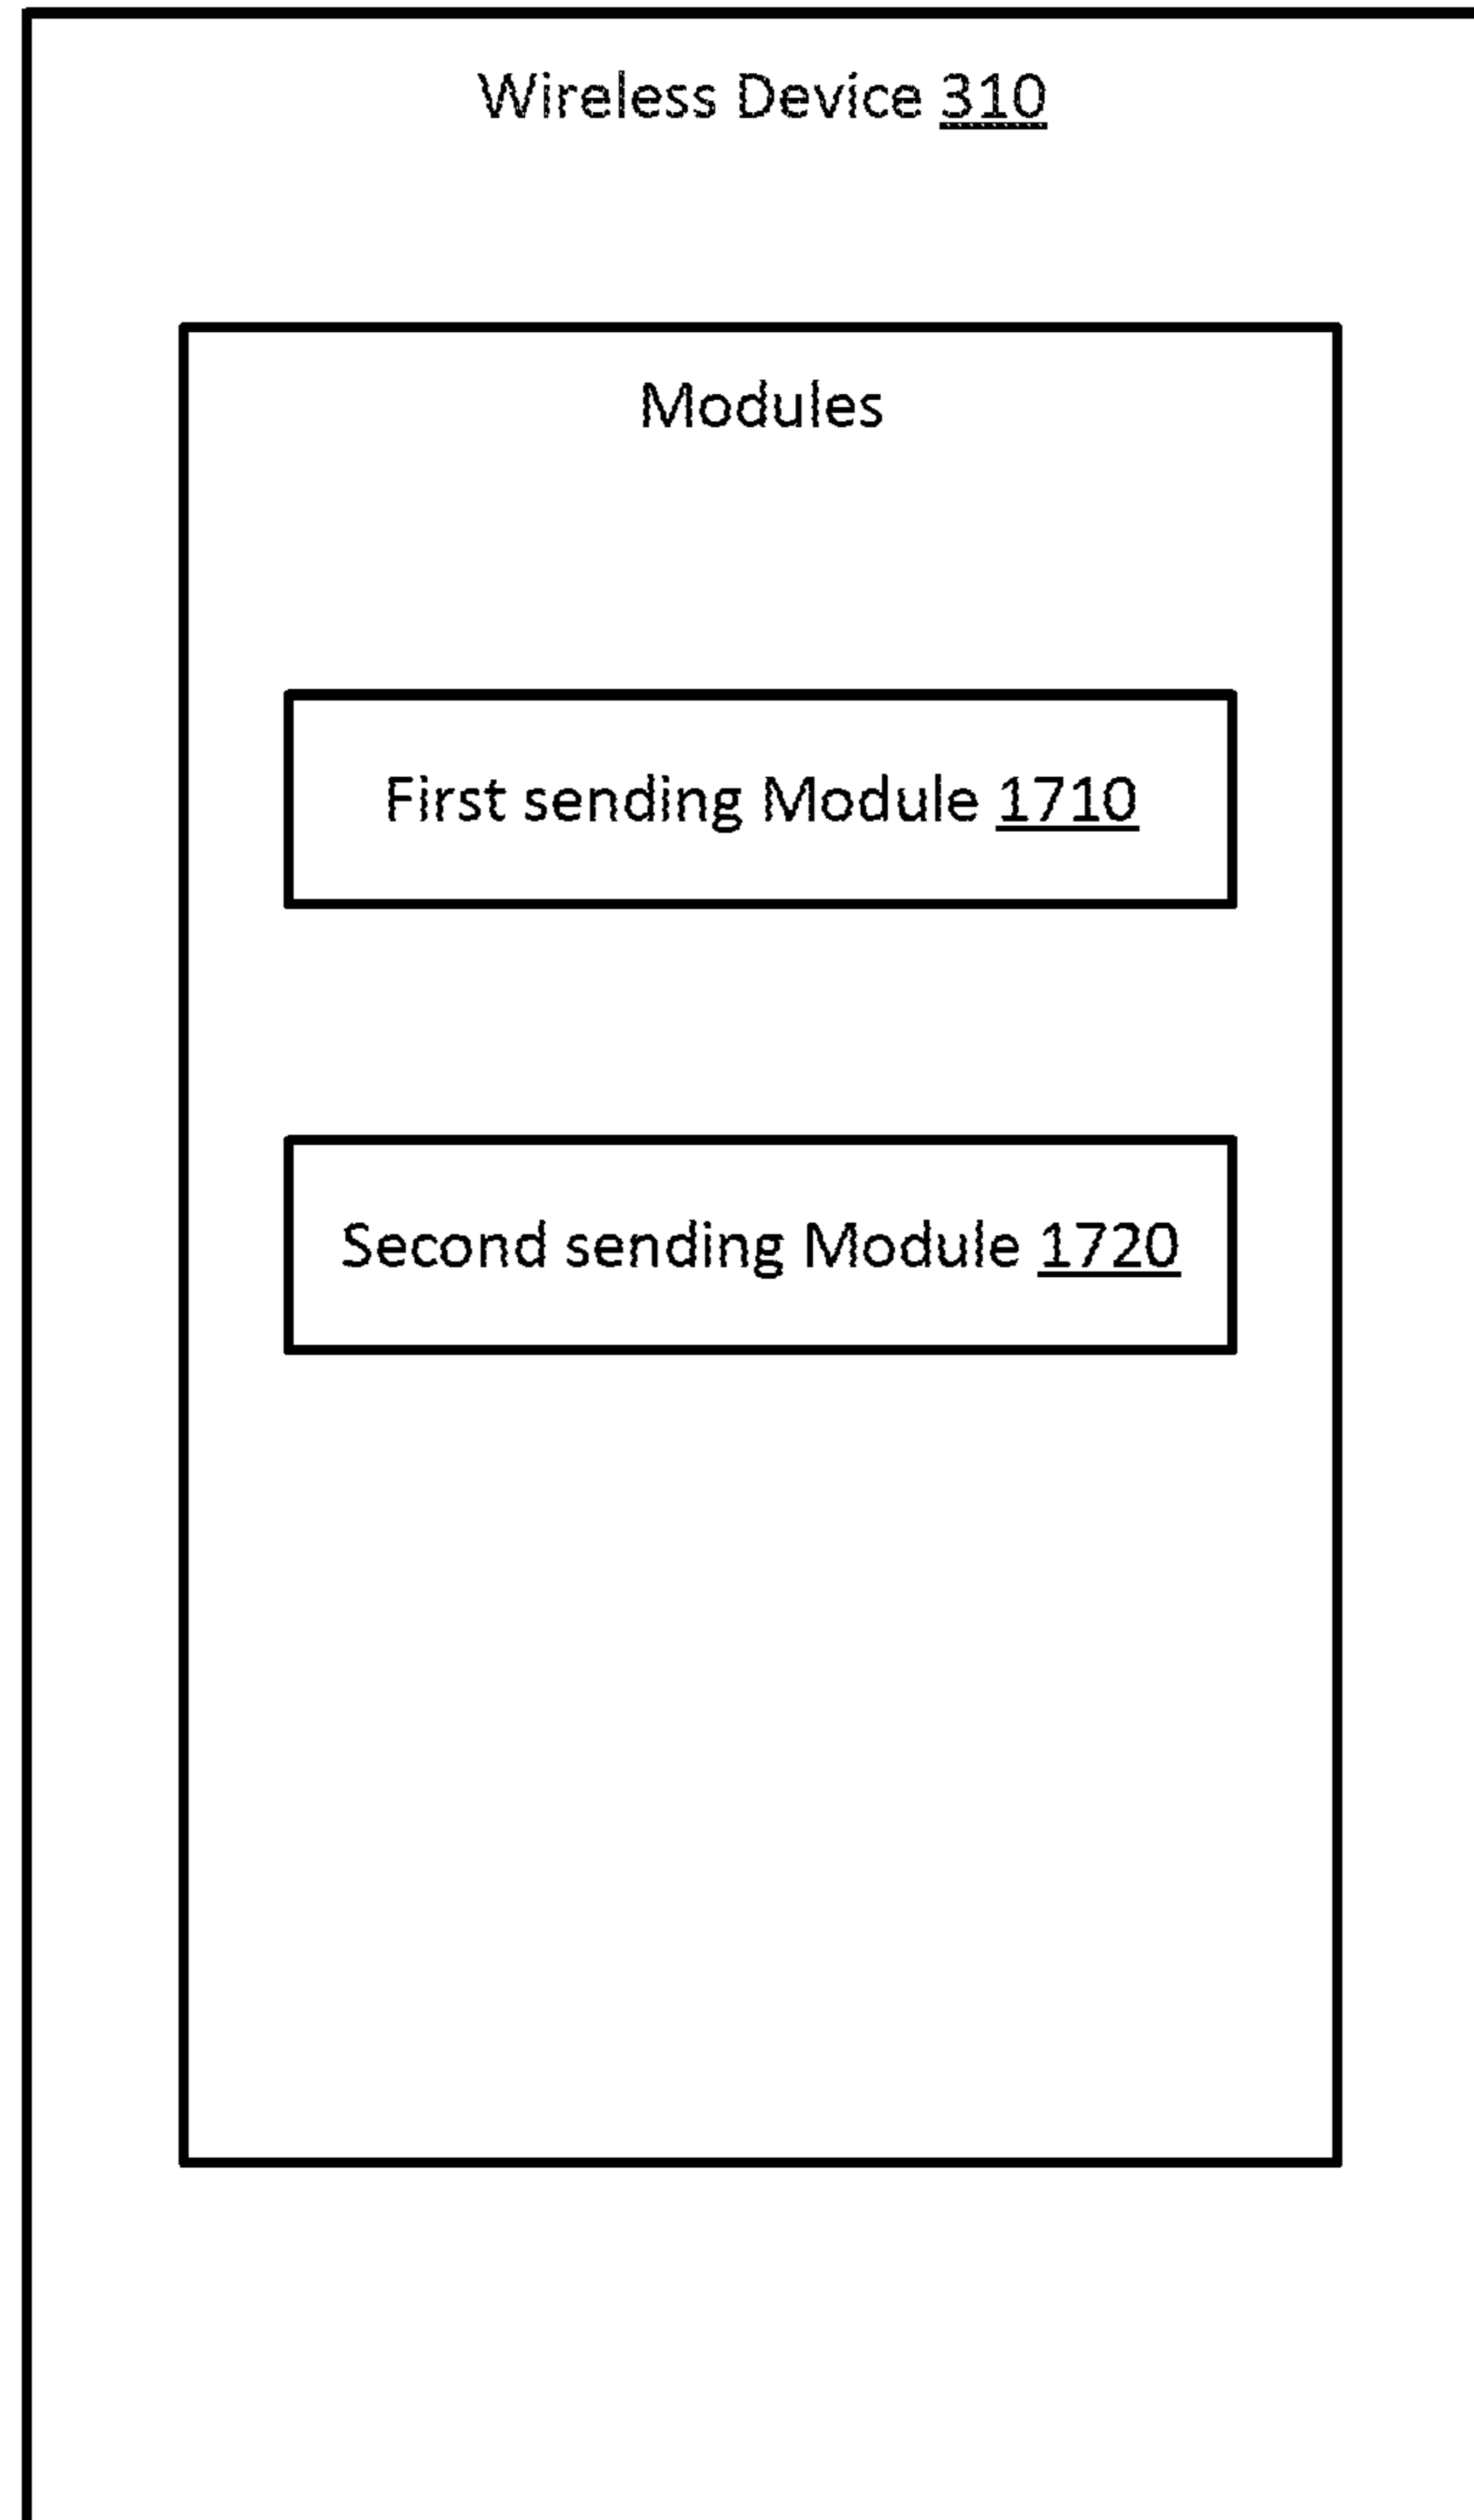 Wireless Device 310
Modules
First sending Module 1710
Second sending Module 1720